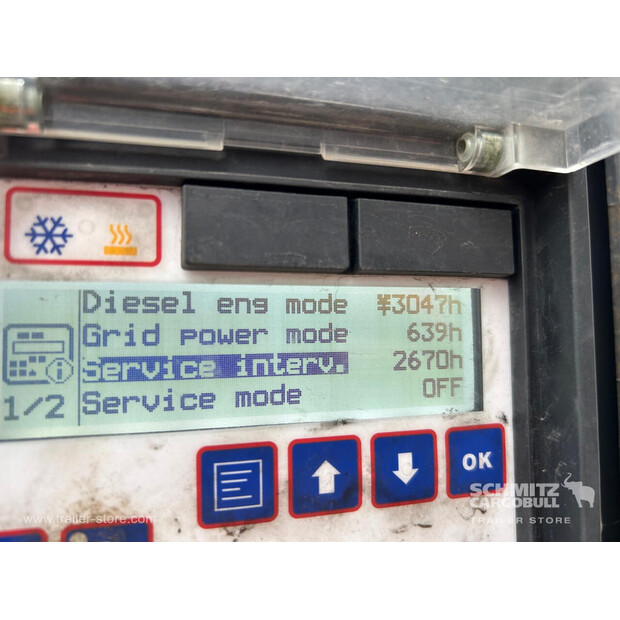 Diesel eng mode ¥3047h
Grid power mode 639h
Service interv. 2670h
1/2 Service mode OFF
OK
SCHMITZ
CARGOBULL
TRAILER STORE
www.trailer-store.com